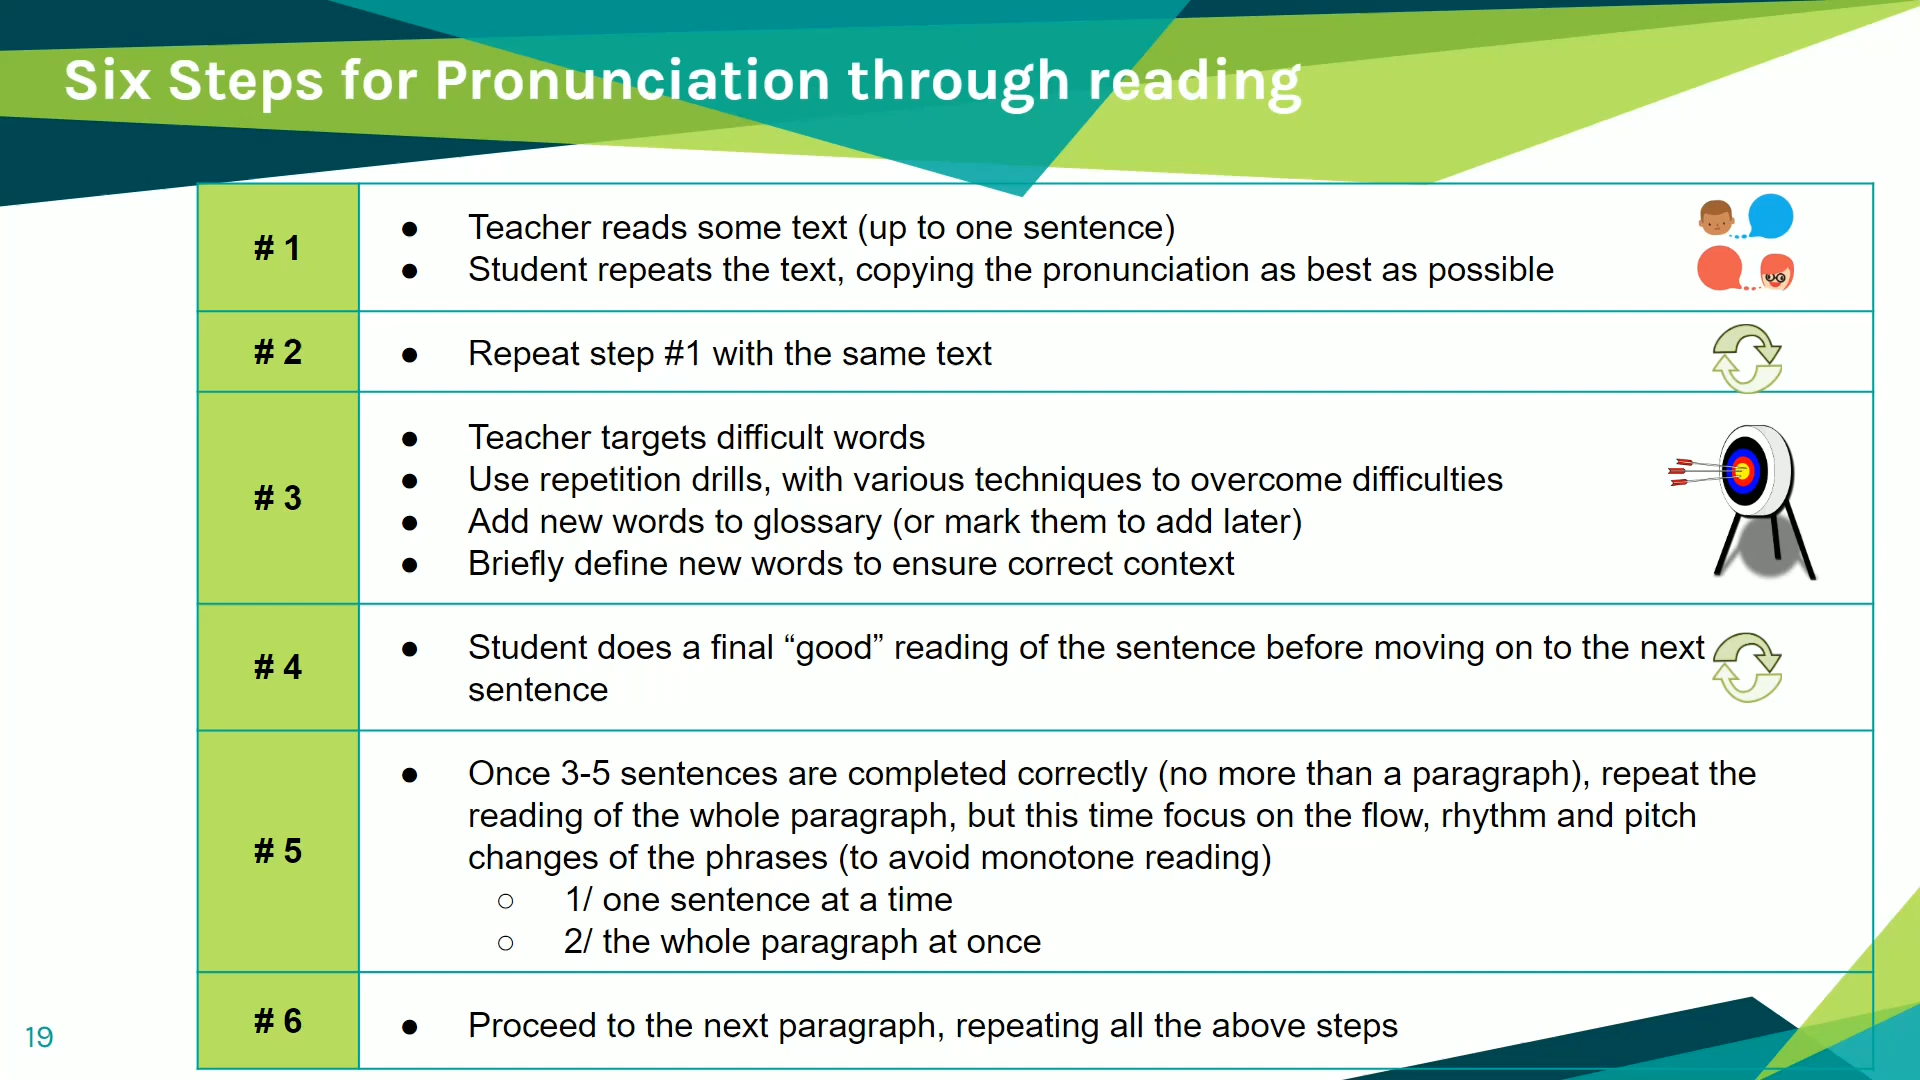 Six Steps for Pronunciation through reading
# 1
● Teacher reads some text (up to one sentence)
● Student repeats the text, copying the pronunciation as best as possible
# 2
● Repeat step #1 with the same text
# 3
● Teacher targets difficult words
● Use repetition drills, with various techniques to overcome difficulties
● Add new words to glossary (or mark them to add later)
● Briefly define new words to ensure correct context
# 4
● Student does a final “good” reading of the sentence before moving on to the next
sentence
# 5
● Once 3-5 sentences are completed correctly (no more than a paragraph), repeat the
reading of the whole paragraph, but this time focus on the flow, rhythm and pitch
changes of the phrases (to avoid monotone reading)
○ 1/ one sentence at a time
○ 2/ the whole paragraph at once
# 6
● Proceed to the next paragraph, repeating all the above steps
19